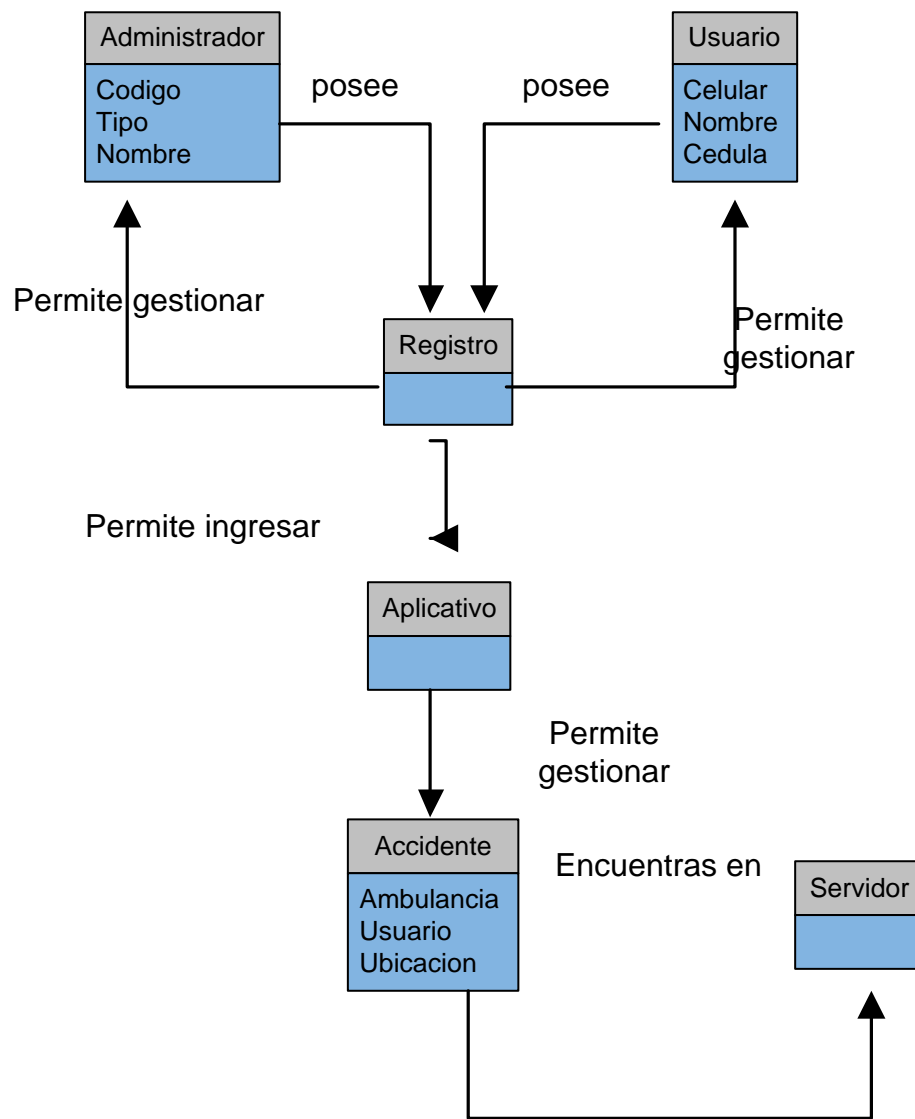 Administrador
Codigo
Tipo
Nombre
posee
posee
Usuario
Celular
Nombre
Cedula
Permite gestionar
Registro
Permite
gestionar
Permite ingresar
Aplicativo
Permite
gestionar
Accidente
Ambulancia
Usuario
Ubicacion
Encuentras en
Servidor